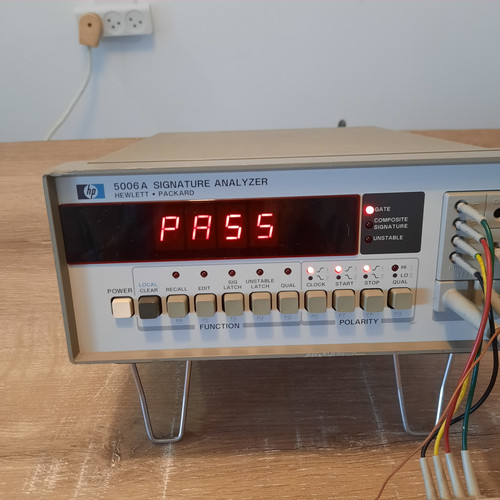 hp
5006A SIGNATURE ANALYZER
HEWLETT • PACKARD
PASS
GATE
COMPOSITE
SIGNATURE
UNSTABLE
POWER
LOCAL
CLEAR
RECALL
EDIT
SIG
LATCH
UNSTABLE
LATCH
QUAL
CLOCK
START
STOP
QUAL
HI
LO
FUNCTION
POLARITY